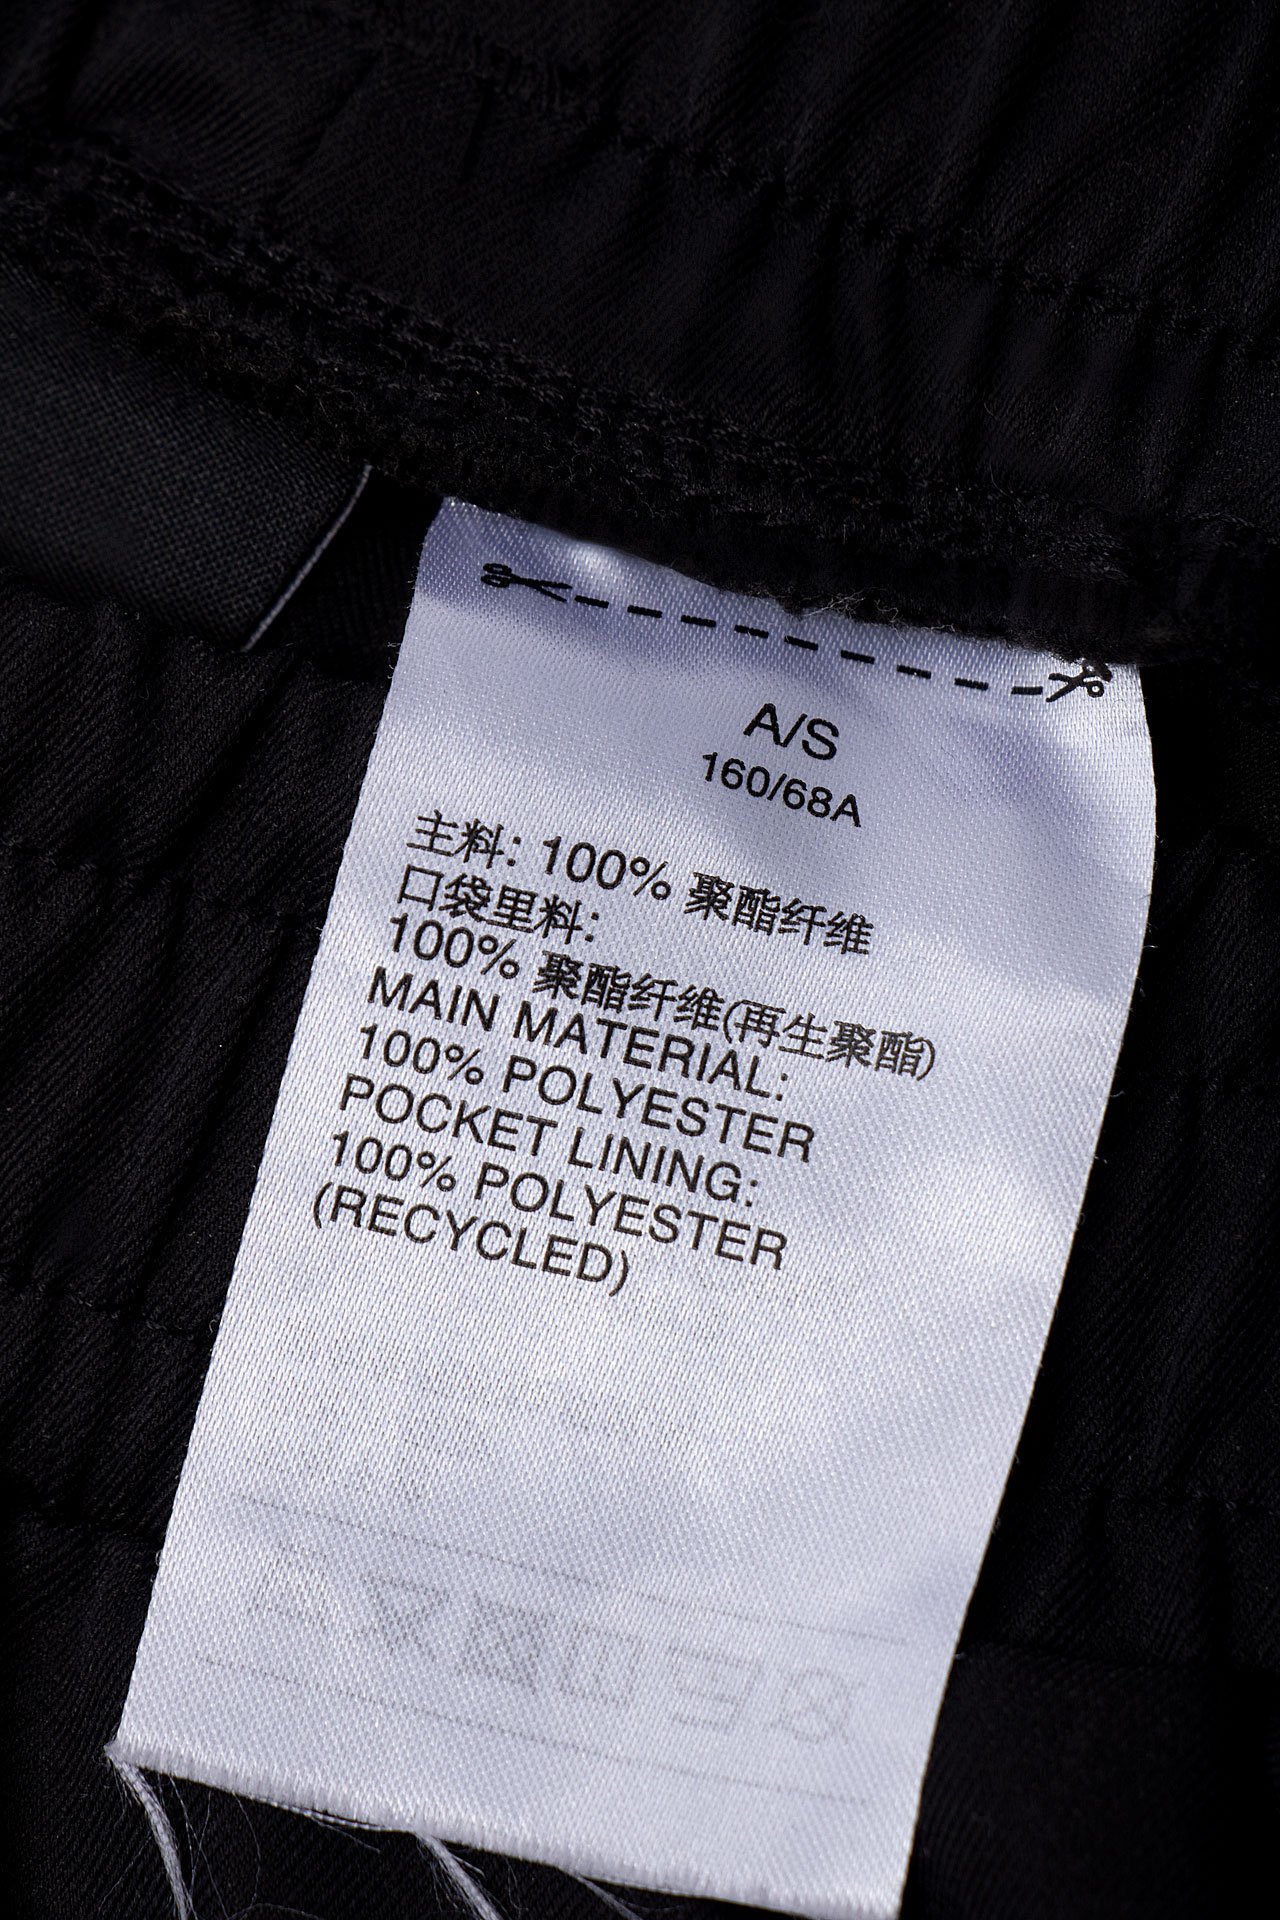 A/S
160/68A
主料: 100% 聚酯纤维
口袋里料:
100% 聚酯纤维(再生聚酯)
MAIN MATERIAL:
100% POLYESTER
POCKET LINING:
100% POLYESTER
(RECYCLED)